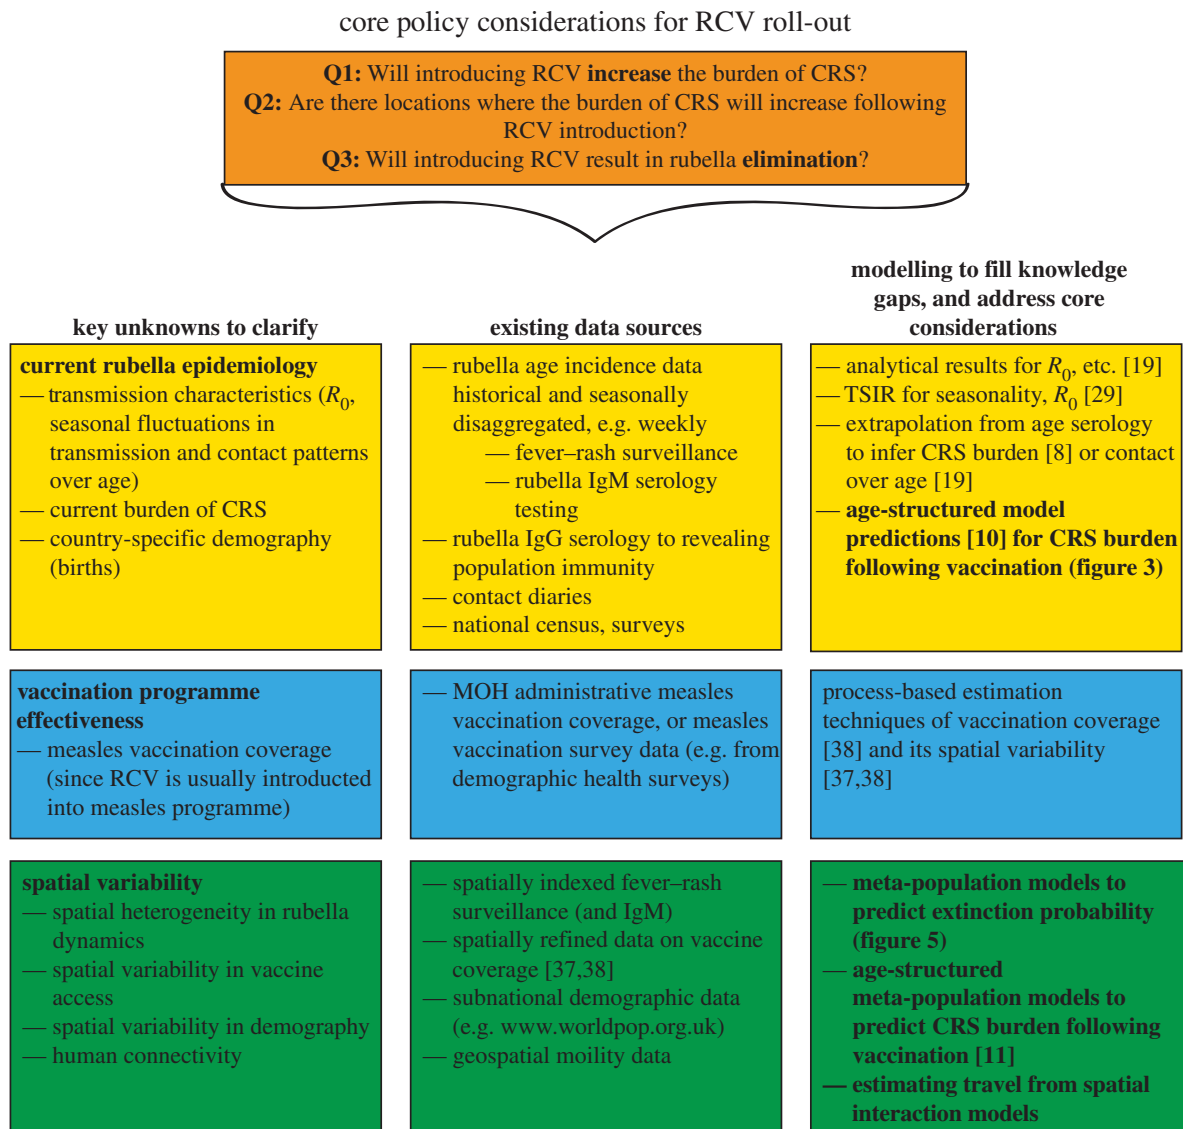 core policy considerations for RCV roll-out
Q1: Will introducing RCV increase the burden of CRS?
Q2: Are there locations where the burden of CRS will increase following
RCV introduction?
Q3: Will introducing RCV result in rubella elimination?
key unknowns to clarify
current rubella epidemiology
— transmission characteristics (R0,
seasonal fluctuations in
transmission and contact patterns
over age)
— current burden of CRS
— country-specific demography
(births)
vaccination programme
effectiveness
— measles vaccination coverage
(since RCV is usually introducted
into measles programme)
spatial variability
— spatial heterogeneity in rubella
dynamics
— spatial variability in vaccine
access
— spatial variability in demography
— human connectivity
existing data sources
— rubella age incidence data
historical and seasonally
disaggregated, e.g. weekly
— fever–rash surveillance
— rubella IgM serology
testing
— rubella IgG serology to revealing
population immunity
— contact diaries
— national census, surveys
— MOH administrative measles
vaccination coverage, or measles
vaccination survey data (e.g. from
demographic health surveys)
— spatially indexed fever–rash
surveillance (and IgM)
— spatially refined data on vaccine
coverage [37,38]
— subnational demographic data
(e.g. www.worldpop.org.uk)
— geospatial moility data
modelling to fill knowledge
gaps, and address core
considerations
— analytical results for R0, etc. [19]
— TSIR for seasonality, R0 [29]
— extrapolation from age serology
to infer CRS burden [8] or contact
over age [19]
— age-structured model
predictions [10] for CRS burden
following vaccination (figure 3)
process-based estimation
techniques of vaccination coverage
[38] and its spatial variability
[37,38]
— meta-population models to
predict extinction probability
(figure 5)
— age-structured
meta-population models to
predict CRS burden following
vaccination [11]
— estimating travel from spatial
interaction models